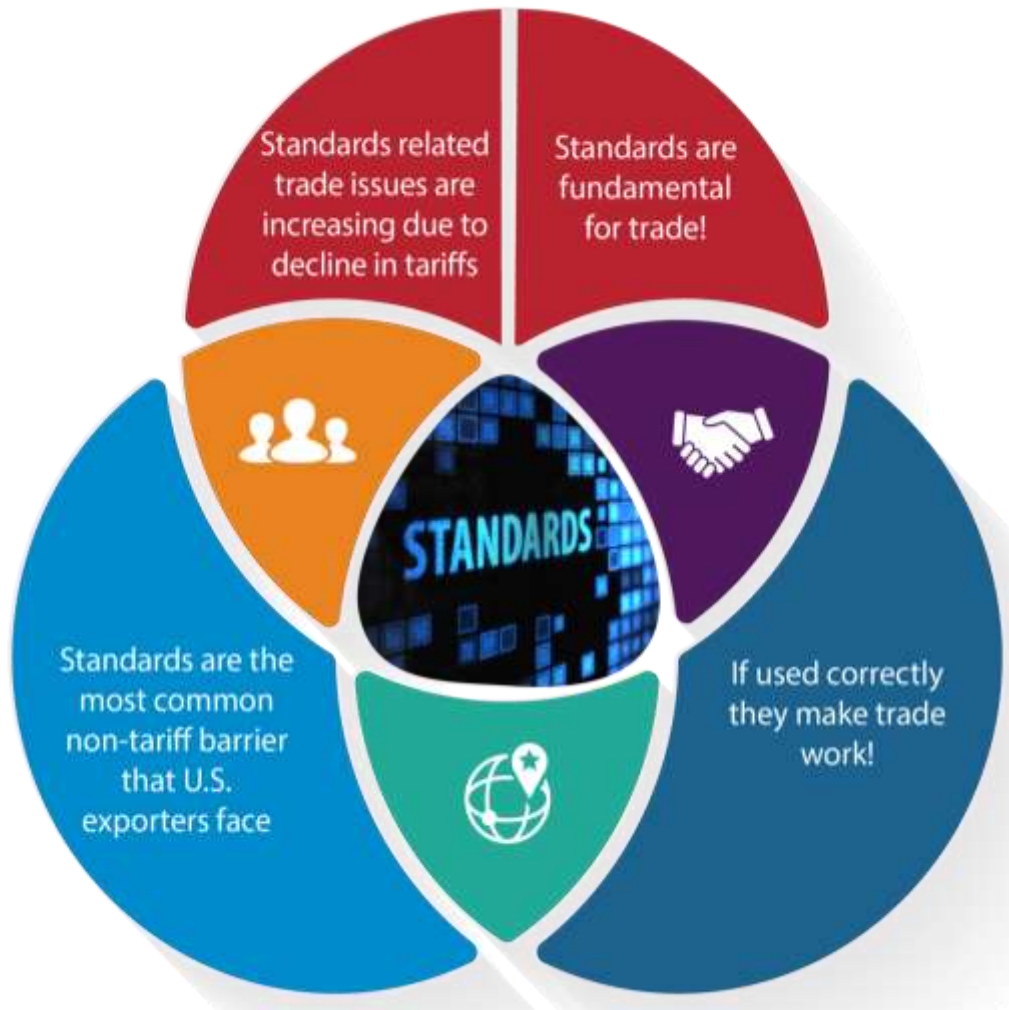 Standards related
trade issues are
increasing due to
decline in tariffs
Standards are
fundamental
for trade!
STANDARDS
Standards are the
most common
non-tariff barrier
that U.S.
exporters face
If used correctly
they make trade
work!